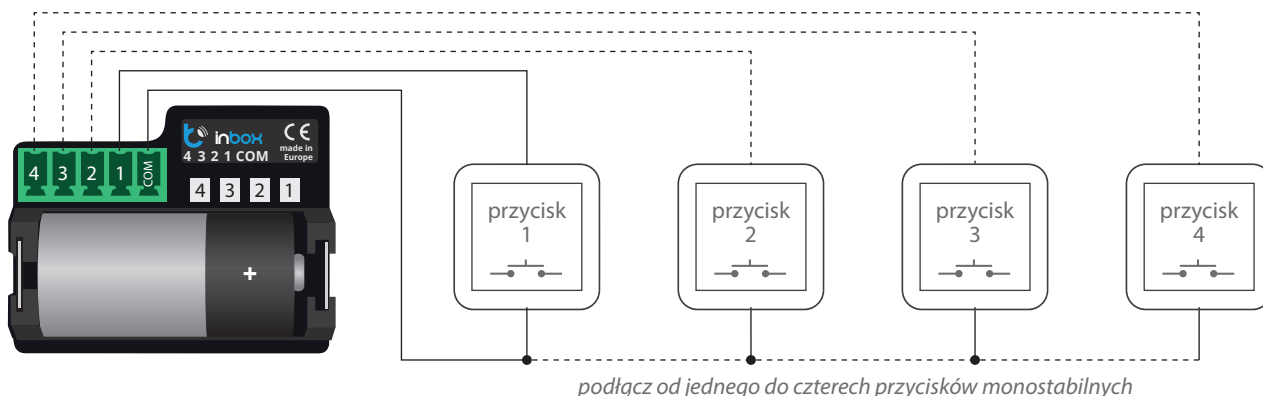 inbox
CE
made in
Europe
4 3 2 1 COM
4 3 2 1 COM
4 3 2 1
+
przycisk
1
przycisk
2
przycisk
3
przycisk
4
podłącz od jednego do czterech przycisków monostabilnych